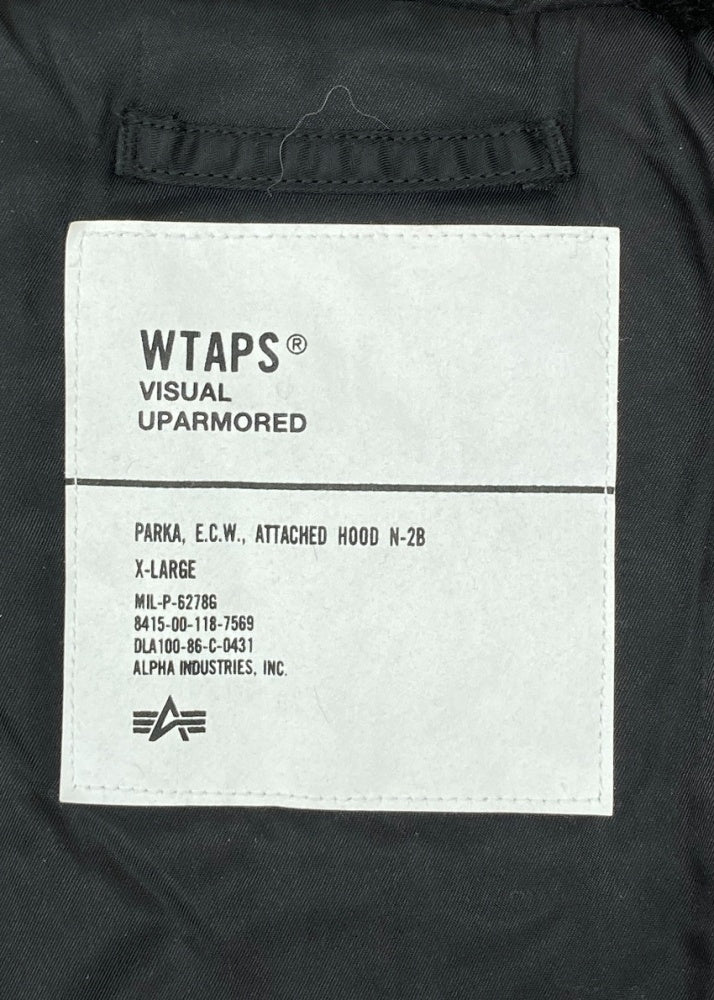 WTAPS®
VISUAL
UPARMORED
PARKA, E.C.W., ATTACHED HOOD N-2B
X-LARGE
MIL-P-6278G
8415-00-118-7569
DLA100-86-C-0431
ALPHA INDUSTRIES, INC.